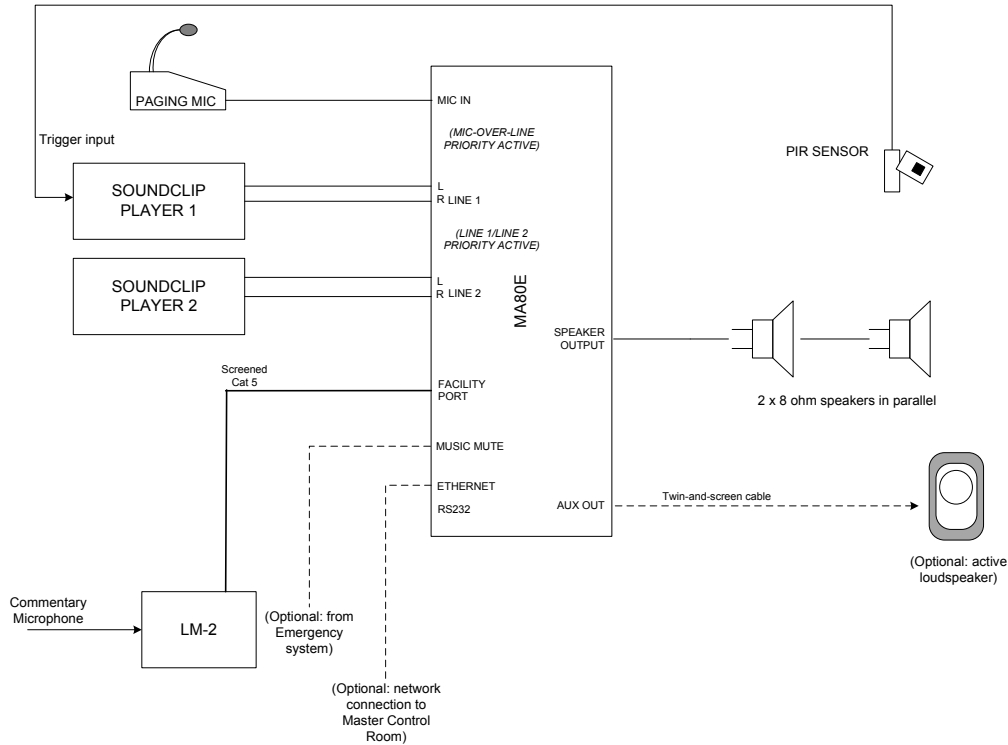 PAGING MIC
MIC IN
(MIC-OVER-LINE
PRIORITY ACTIVE)
Trigger input
PIR SENSOR
SOUNDCLIP
PLAYER 1
L
R LINE 1
(LINE 1/LINE 2
PRIORITY ACTIVE)
SOUNDCLIP
PLAYER 2
L
R LINE 2
MA80E
SPEAKER
OUTPUT
2 x 8 ohm speakers in parallel
Screened
Cat 5
FACILITY
PORT
MUSIC MUTE
ETHERNET
RS232
AUX OUT
Twin-and-screen cable
(Optional: active
loudspeaker)
Commentary
Microphone
LM-2
(Optional: from
Emergency
system)
(Optional: network
connection to
Master Control
Room)